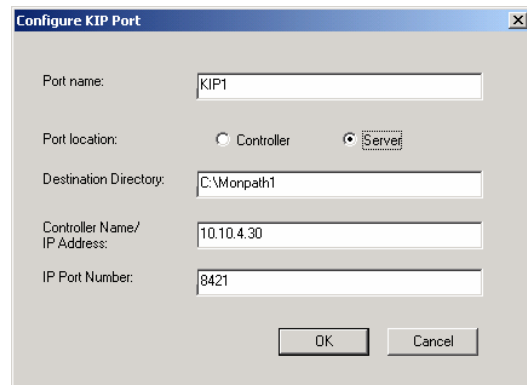 Configure KIP Port
Port name: KIP1
Port location: Controller Server
Destination Directory: C:\Monpath1
Controller Name/
IP Address: 10.10.4.30
IP Port Number: 8421
OK Cancel